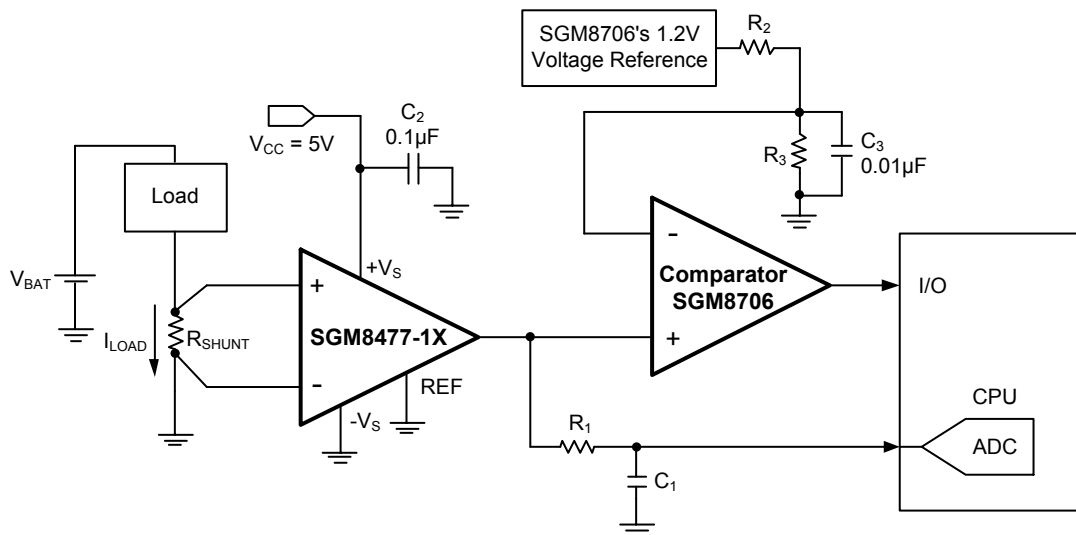 SGM8706's 1.2V
Voltage Reference
R2
VCC = 5V
C2
0.1µF
R3
C3
0.01µF
Load
VBAT
ILOAD
RSHUNT
+
-
+VS
SGM8477-1X
-VS
REF
-
Comparator
SGM8706
+
I/O
R1
C1
CPU
ADC